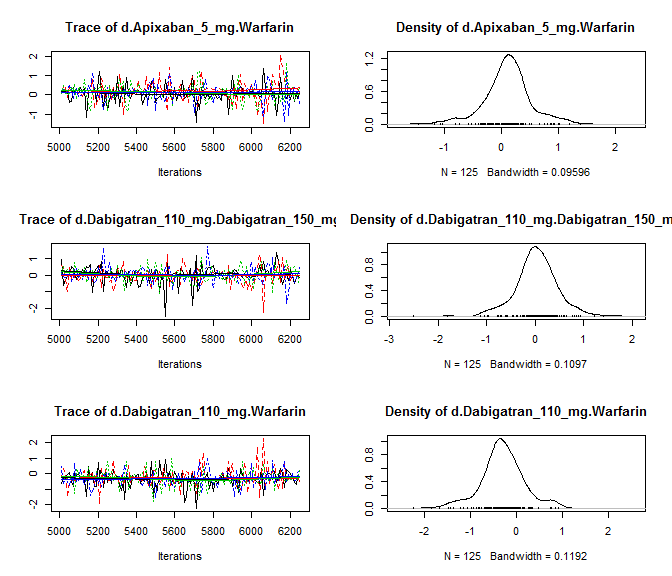 Trace of d.Apixaban_5_mg.Warfarin
2
1
0
-1
5000 5200 5400 5600 5800 6000 6200
Iterations
Density of d.Apixaban_5_mg.Warfarin
1.2
0.6
0.0
-1 0 1 2
N = 125 Bandwidth = 0.09596
Trace of d.Dabigatran_110_mg.Dabigatran_150_mg
1
0
-2
5000 5200 5400 5600 5800 6000 6200
Iterations
Density of d.Dabigatran_110_mg.Dabigatran_150_m
0.8
0.4
0.0
-3 -2 -1 0 1 2
N = 125 Bandwidth = 0.1097
Trace of d.Dabigatran_110_mg.Warfarin
2
1
0
-2
5000 5200 5400 5600 5800 6000 6200
Iterations
Density of d.Dabigatran_110_mg.Warfarin
0.8
0.4
0.0
-2 -1 0 1 2
N = 125 Bandwidth = 0.1192